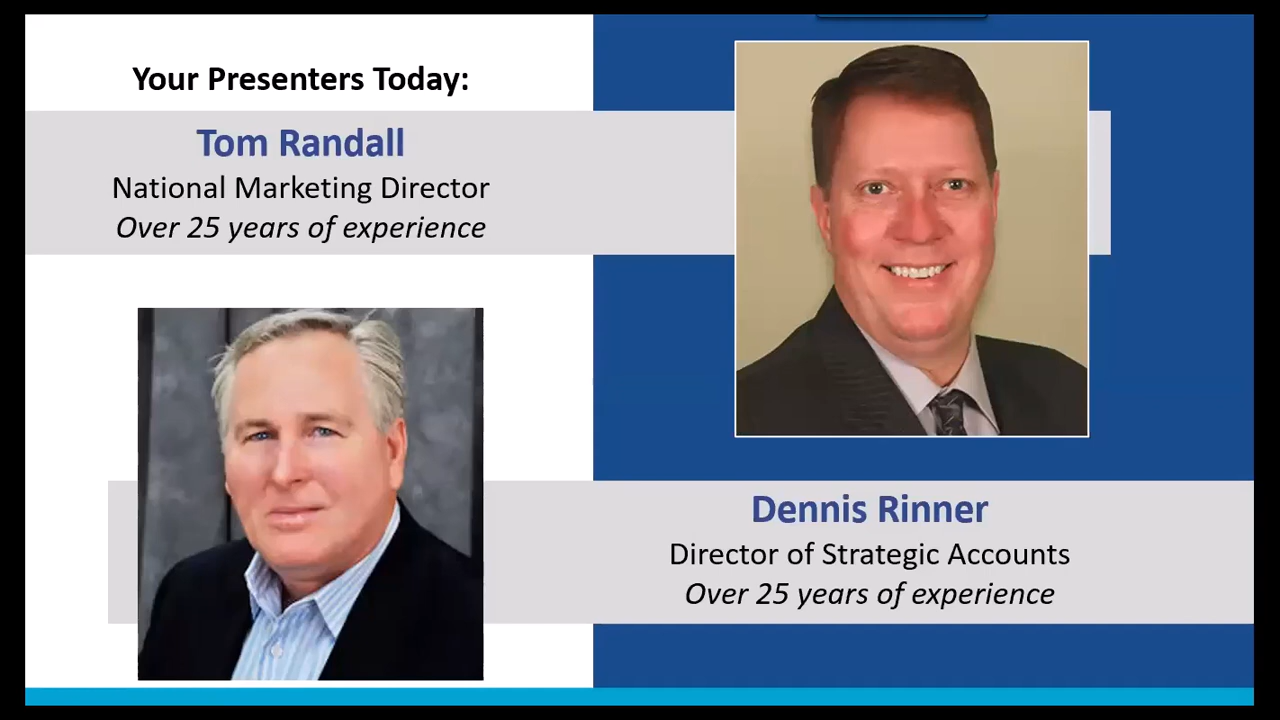 Your Presenters Today:
Tom Randall
National Marketing Director
Over 25 years of experience
Dennis Rinner
Director of Strategic Accounts
Over 25 years of experience